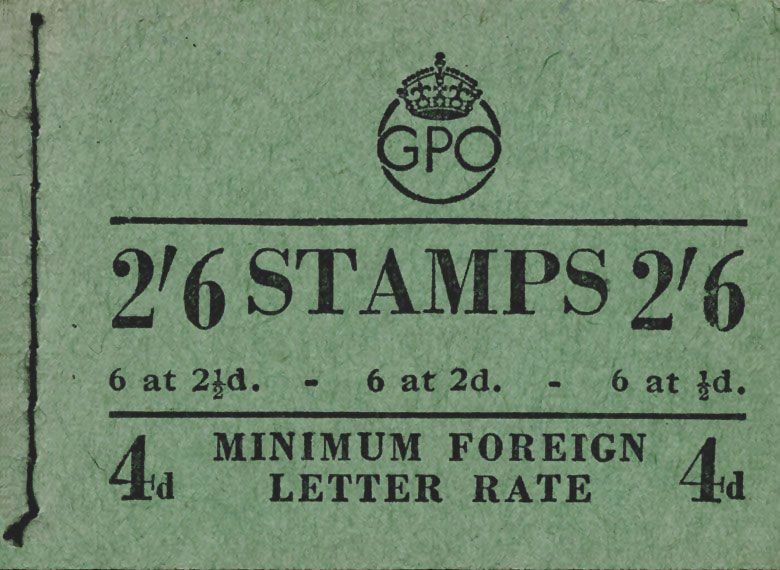 GPO
2'6 STAMPS 2'6
6 at 2½d. - 6 at 2d. - 6 at ½d.
4d MINIMUM FOREIGN LETTER RATE 4d